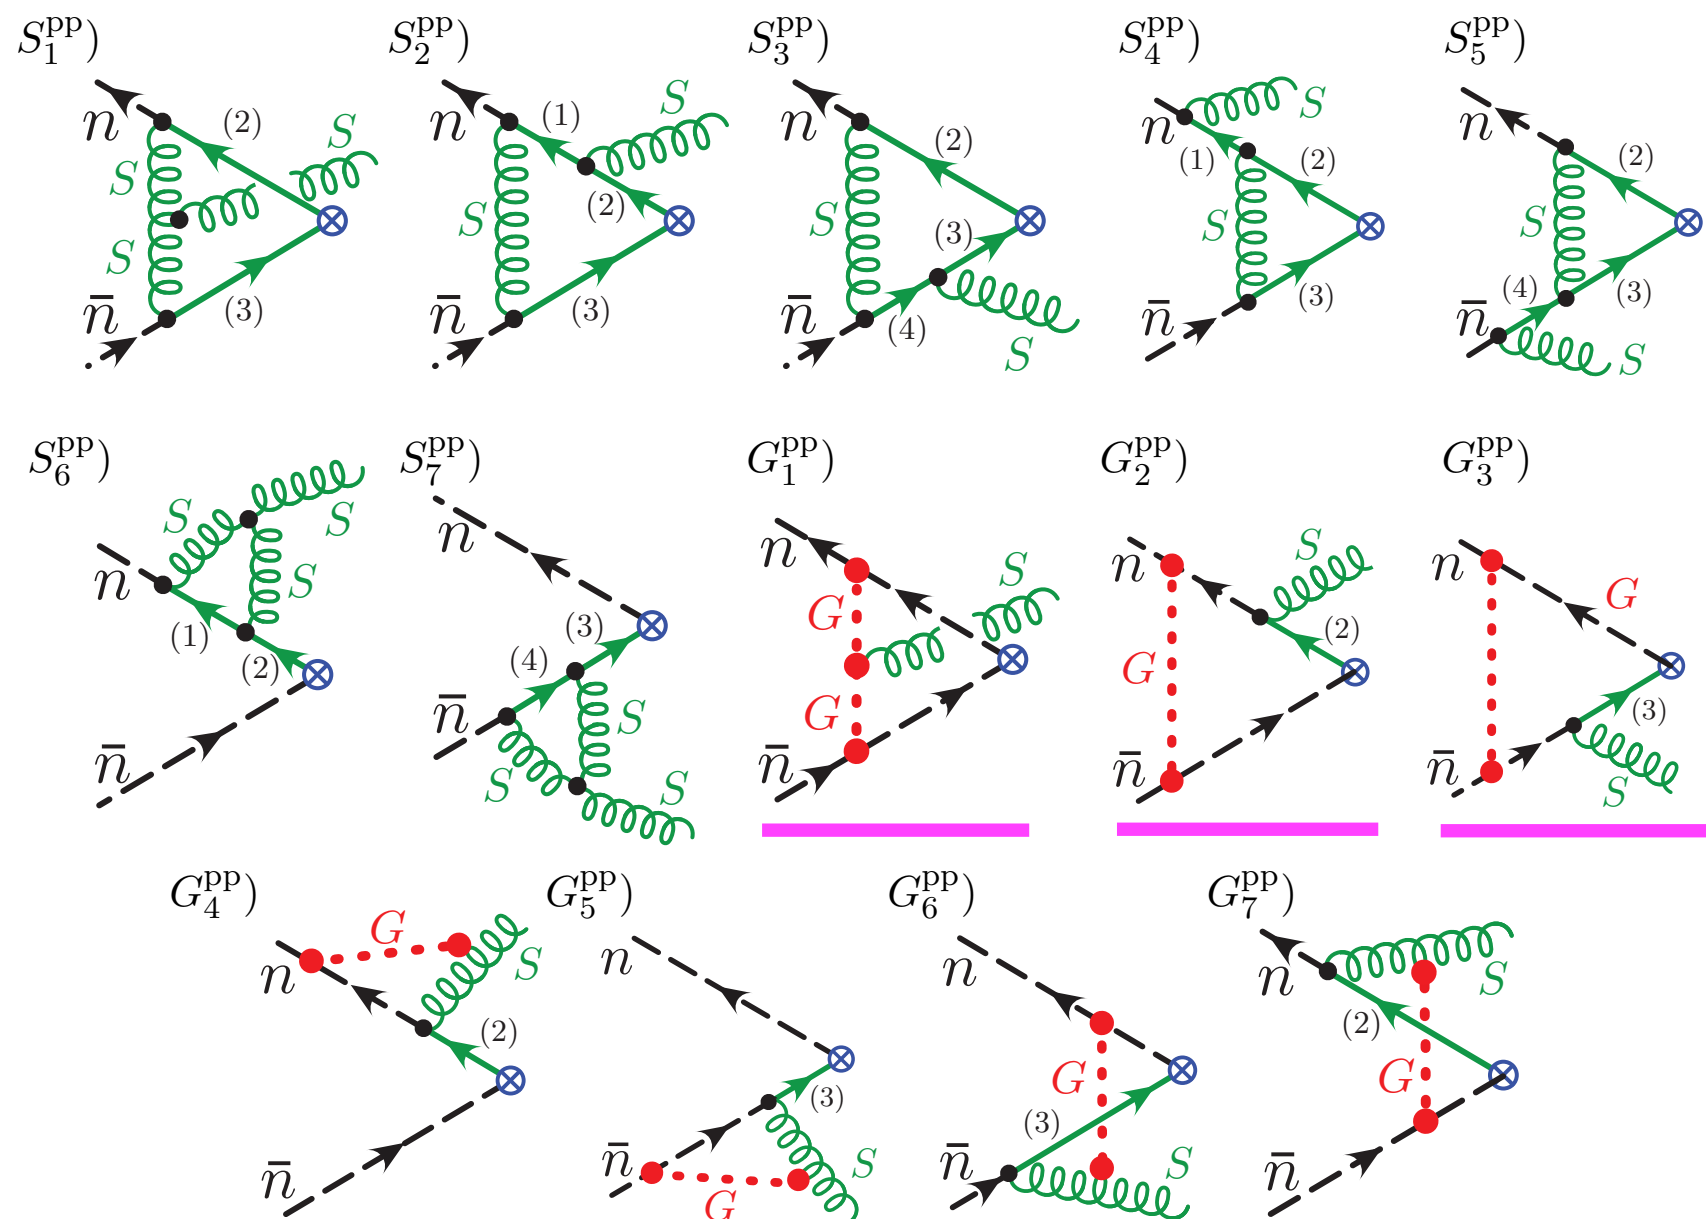 S₁ᵖᵖ) S₂ᵖᵖ) S₃ᵖᵖ) S₄ᵖᵖ) S₅ᵖᵖ)
n (2) S S S (3) n̄
n (1) S (2) S (3) n̄
n (2) S (3) (4) S n̄
n S (1) (2) S (3) n̄
n (2) S (4) (3) S n̄
S₆ᵖᵖ) S₇ᵖᵖ) G₁ᵖᵖ) G₂ᵖᵖ) G₃ᵖᵖ)
S S S n (1) (2) n̄
n (3) (4) S n̄ S S
n S G G n̄
n S (2) G n̄
n G (3) n̄ S
G₄ᵖᵖ) G₅ᵖᵖ) G₆ᵖᵖ) G₇ᵖᵖ)
G S n (2) n̄
n (3) n̄ S G
n G (3) n̄ S
n S (2) G n̄